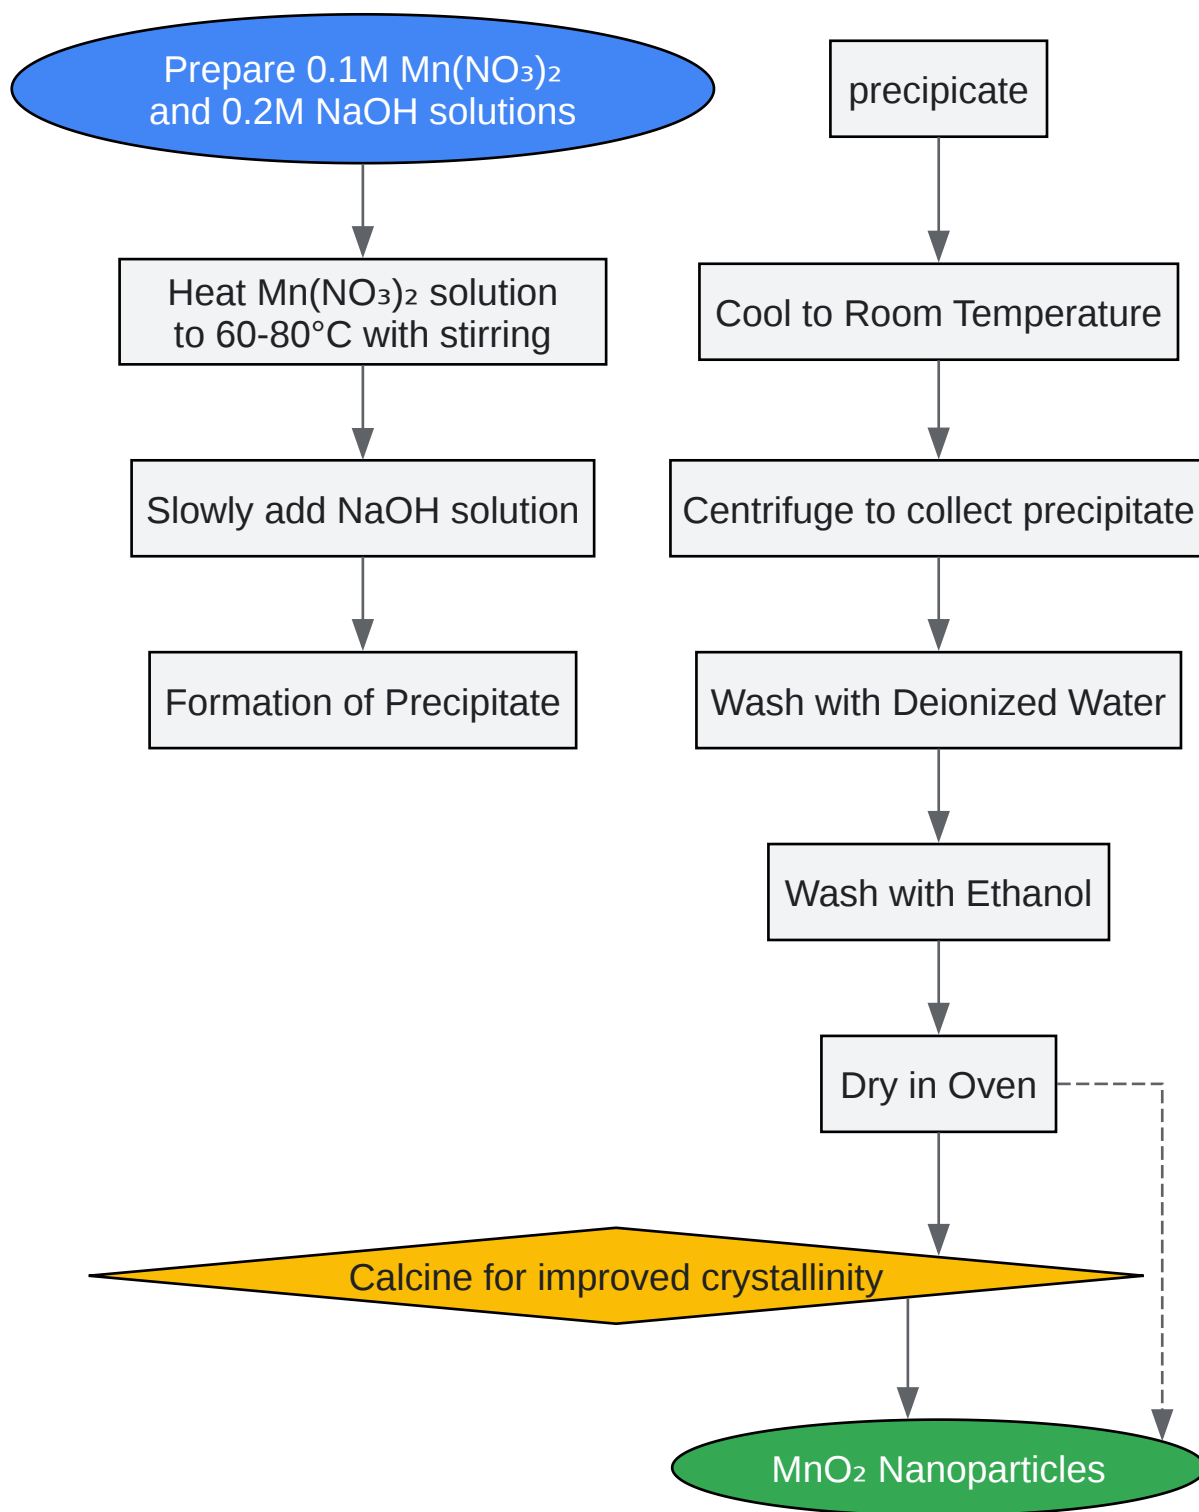 Prepare 0.1M Mn(NO₃)₂
and 0.2M NaOH solutions
Heat Mn(NO₃)₂ solution
to 60-80°C with stirring
Slowly add NaOH solution
Formation of Precipitate
precipicate
Cool to Room Temperature
Centrifuge to collect precipitate
Wash with Deionized Water
Wash with Ethanol
Dry in Oven
Calcine for improved crystallinity
MnO₂ Nanoparticles